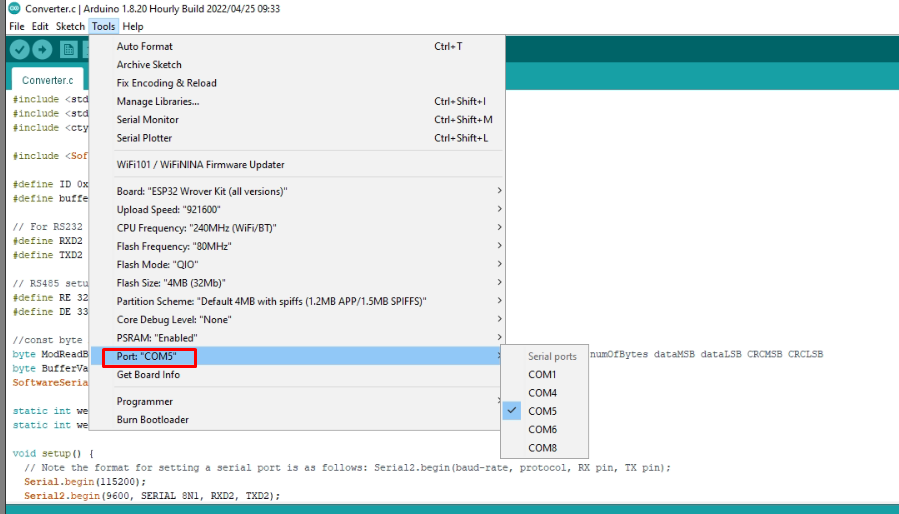 Converter.c | Arduino 1.8.20 Hourly Build 2022/04/25 09:33
File Edit Sketch Tools Help
Converter.c
Auto Format Ctrl+T
Archive Sketch
Fix Encoding & Reload
Manage Libraries... Ctrl+Shift+I
Serial Monitor Ctrl+Shift+M
Serial Plotter Ctrl+Shift+L
WiFi101 / WiFiNINA Firmware Updater
Board: "ESP32 Wrover Kit (all versions)"
Upload Speed: "921600"
CPU Frequency: "240MHz (WiFi/BT)"
Flash Frequency: "80MHz"
Flash Mode: "QIO"
Flash Size: "4MB (32Mb)"
Partition Scheme: "Default 4MB with spiffs (1.2MB APP/1.5MB SPIFFS)"
Core Debug Level: "None"
PSRAM: "Enabled"
Port: "COM5"
Get Board Info
Programmer
Burn Bootloader
Serial ports
COM1
COM4
COM5
COM6
COM8
#include <std
#include <std
#include <cty
#include <Sof
#define ID 0x
#define buffe
// For RS232
#define RXD2
#define TXD2
// RS485 setu
#define RE 32
#define DE 33
//const byte
byte ModReadB numOfBytes dataMSB dataLSB CRCMSB CRCLSB
byte BufferVa
SoftwareSeria
static int we
static int we
void setup() {
// Note the format for setting a serial port is as follows: Serial2.begin(baud-rate, protocol, RX pin, TX pin);
Serial.begin(115200);
Serial2.begin(9600, SERIAL_8N1, RXD2, TXD2);